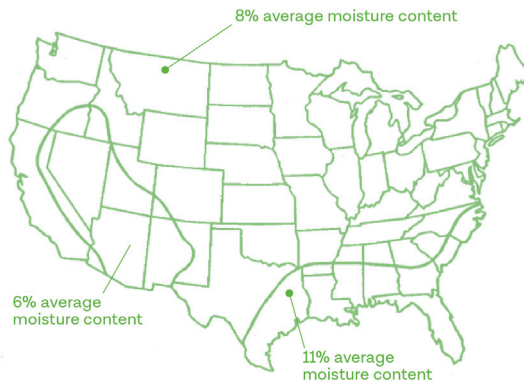 8% average moisture content
6% average
moisture content
11% average
moisture content